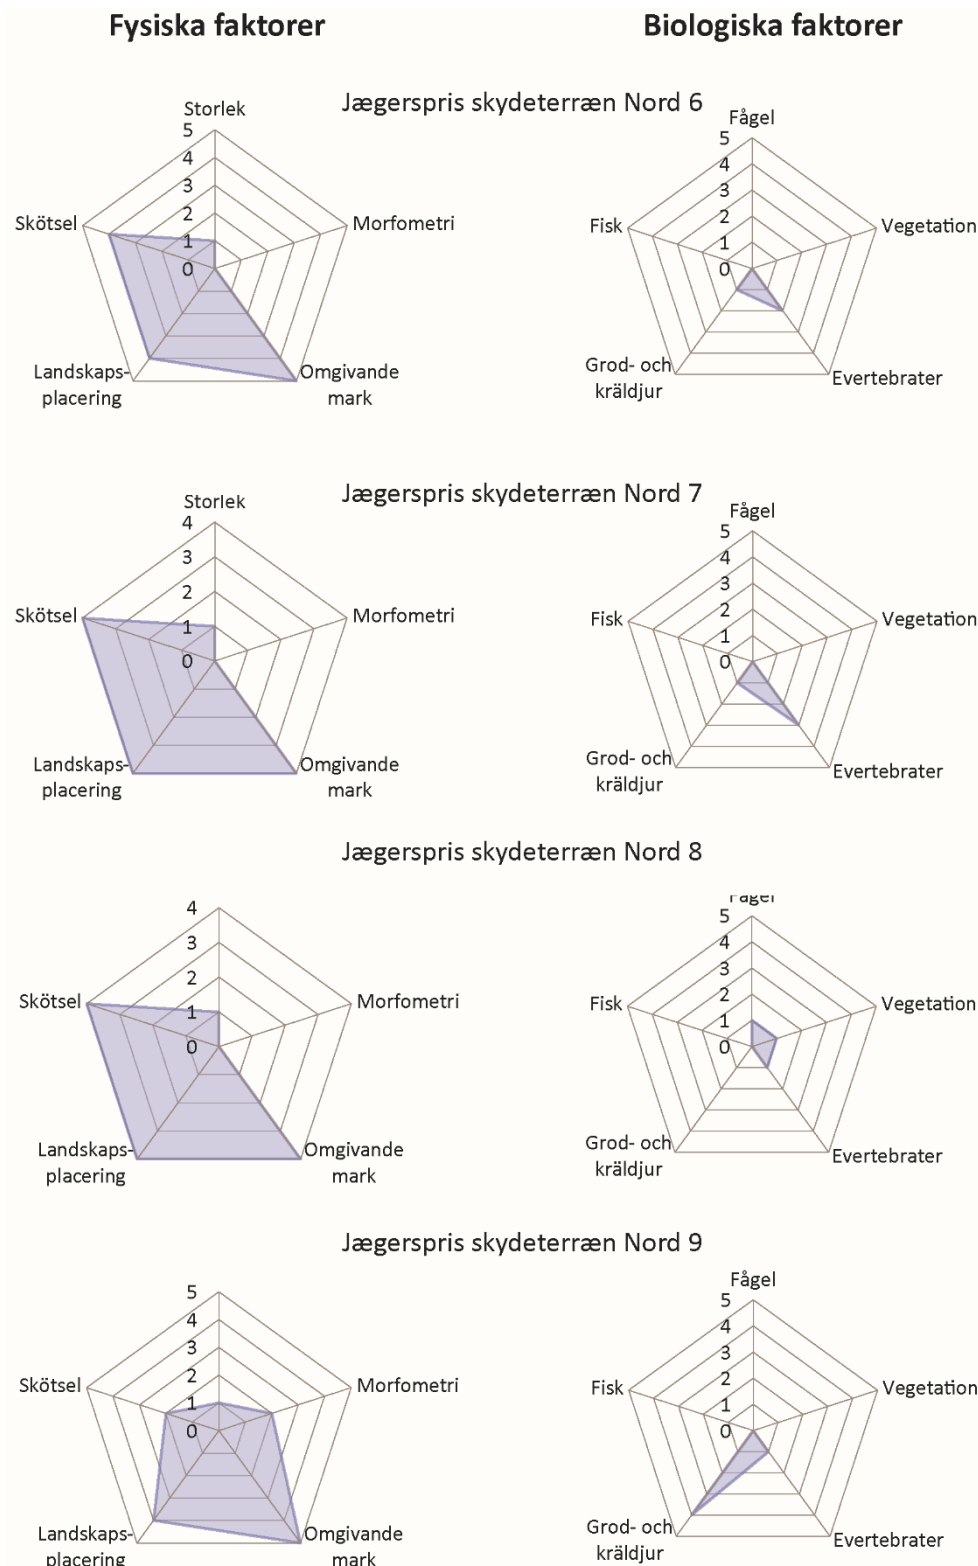 Fysiska faktorer
Biologiska faktorer
Jægerspris skydeterræn Nord 6
Storlek
5
4
3
2
1
0
Skötsel
Morfometri
Landskaps-
placering
Omgivande
mark
Fågel
5
4
3
2
1
0
Fisk
Vegetation
Grod- och
kräldjur
Evertebrater
Jægerspris skydeterræn Nord 7
Storlek
4
3
2
1
0
Skötsel
Morfometri
Landskaps-
placering
Omgivande
mark
Fågel
5
4
3
2
1
0
Fisk
Vegetation
Grod- och
kräldjur
Evertebrater
Jægerspris skydeterræn Nord 8
4
3
2
1
0
Skötsel
Morfometri
Landskaps-
placering
Omgivande
mark
Fågel
5
4
3
2
1
0
Fisk
Vegetation
Grod- och
kräldjur
Evertebrater
Jægerspris skydeterræn Nord 9
5
4
3
2
1
0
Skötsel
Morfometri
Landskaps-
placering
Omgivande
mark
Fågel
5
4
3
2
1
0
Fisk
Vegetation
Grod- och
kräldjur
Evertebrater